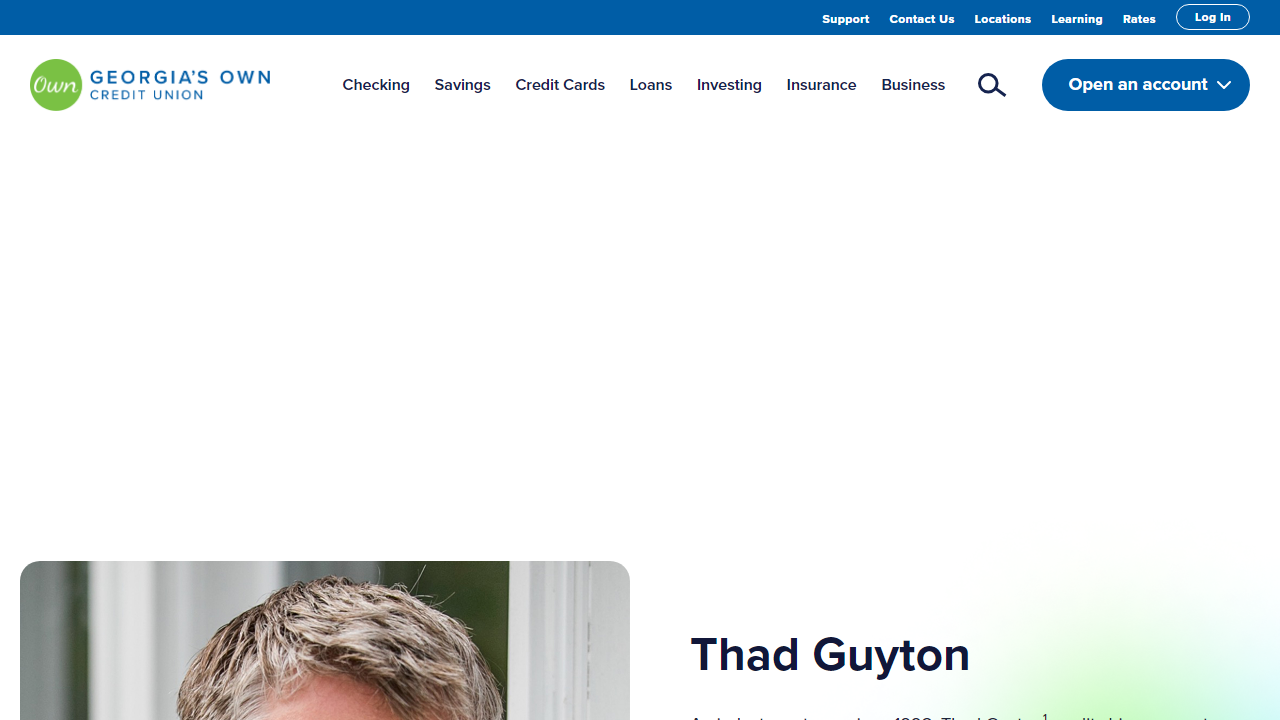 Support Contact Us Locations Learning Rates Log In
Own GEORGIA'S OWN
CREDIT UNION
Checking Savings Credit Cards Loans Investing Insurance Business Open an account
Thad Guyton